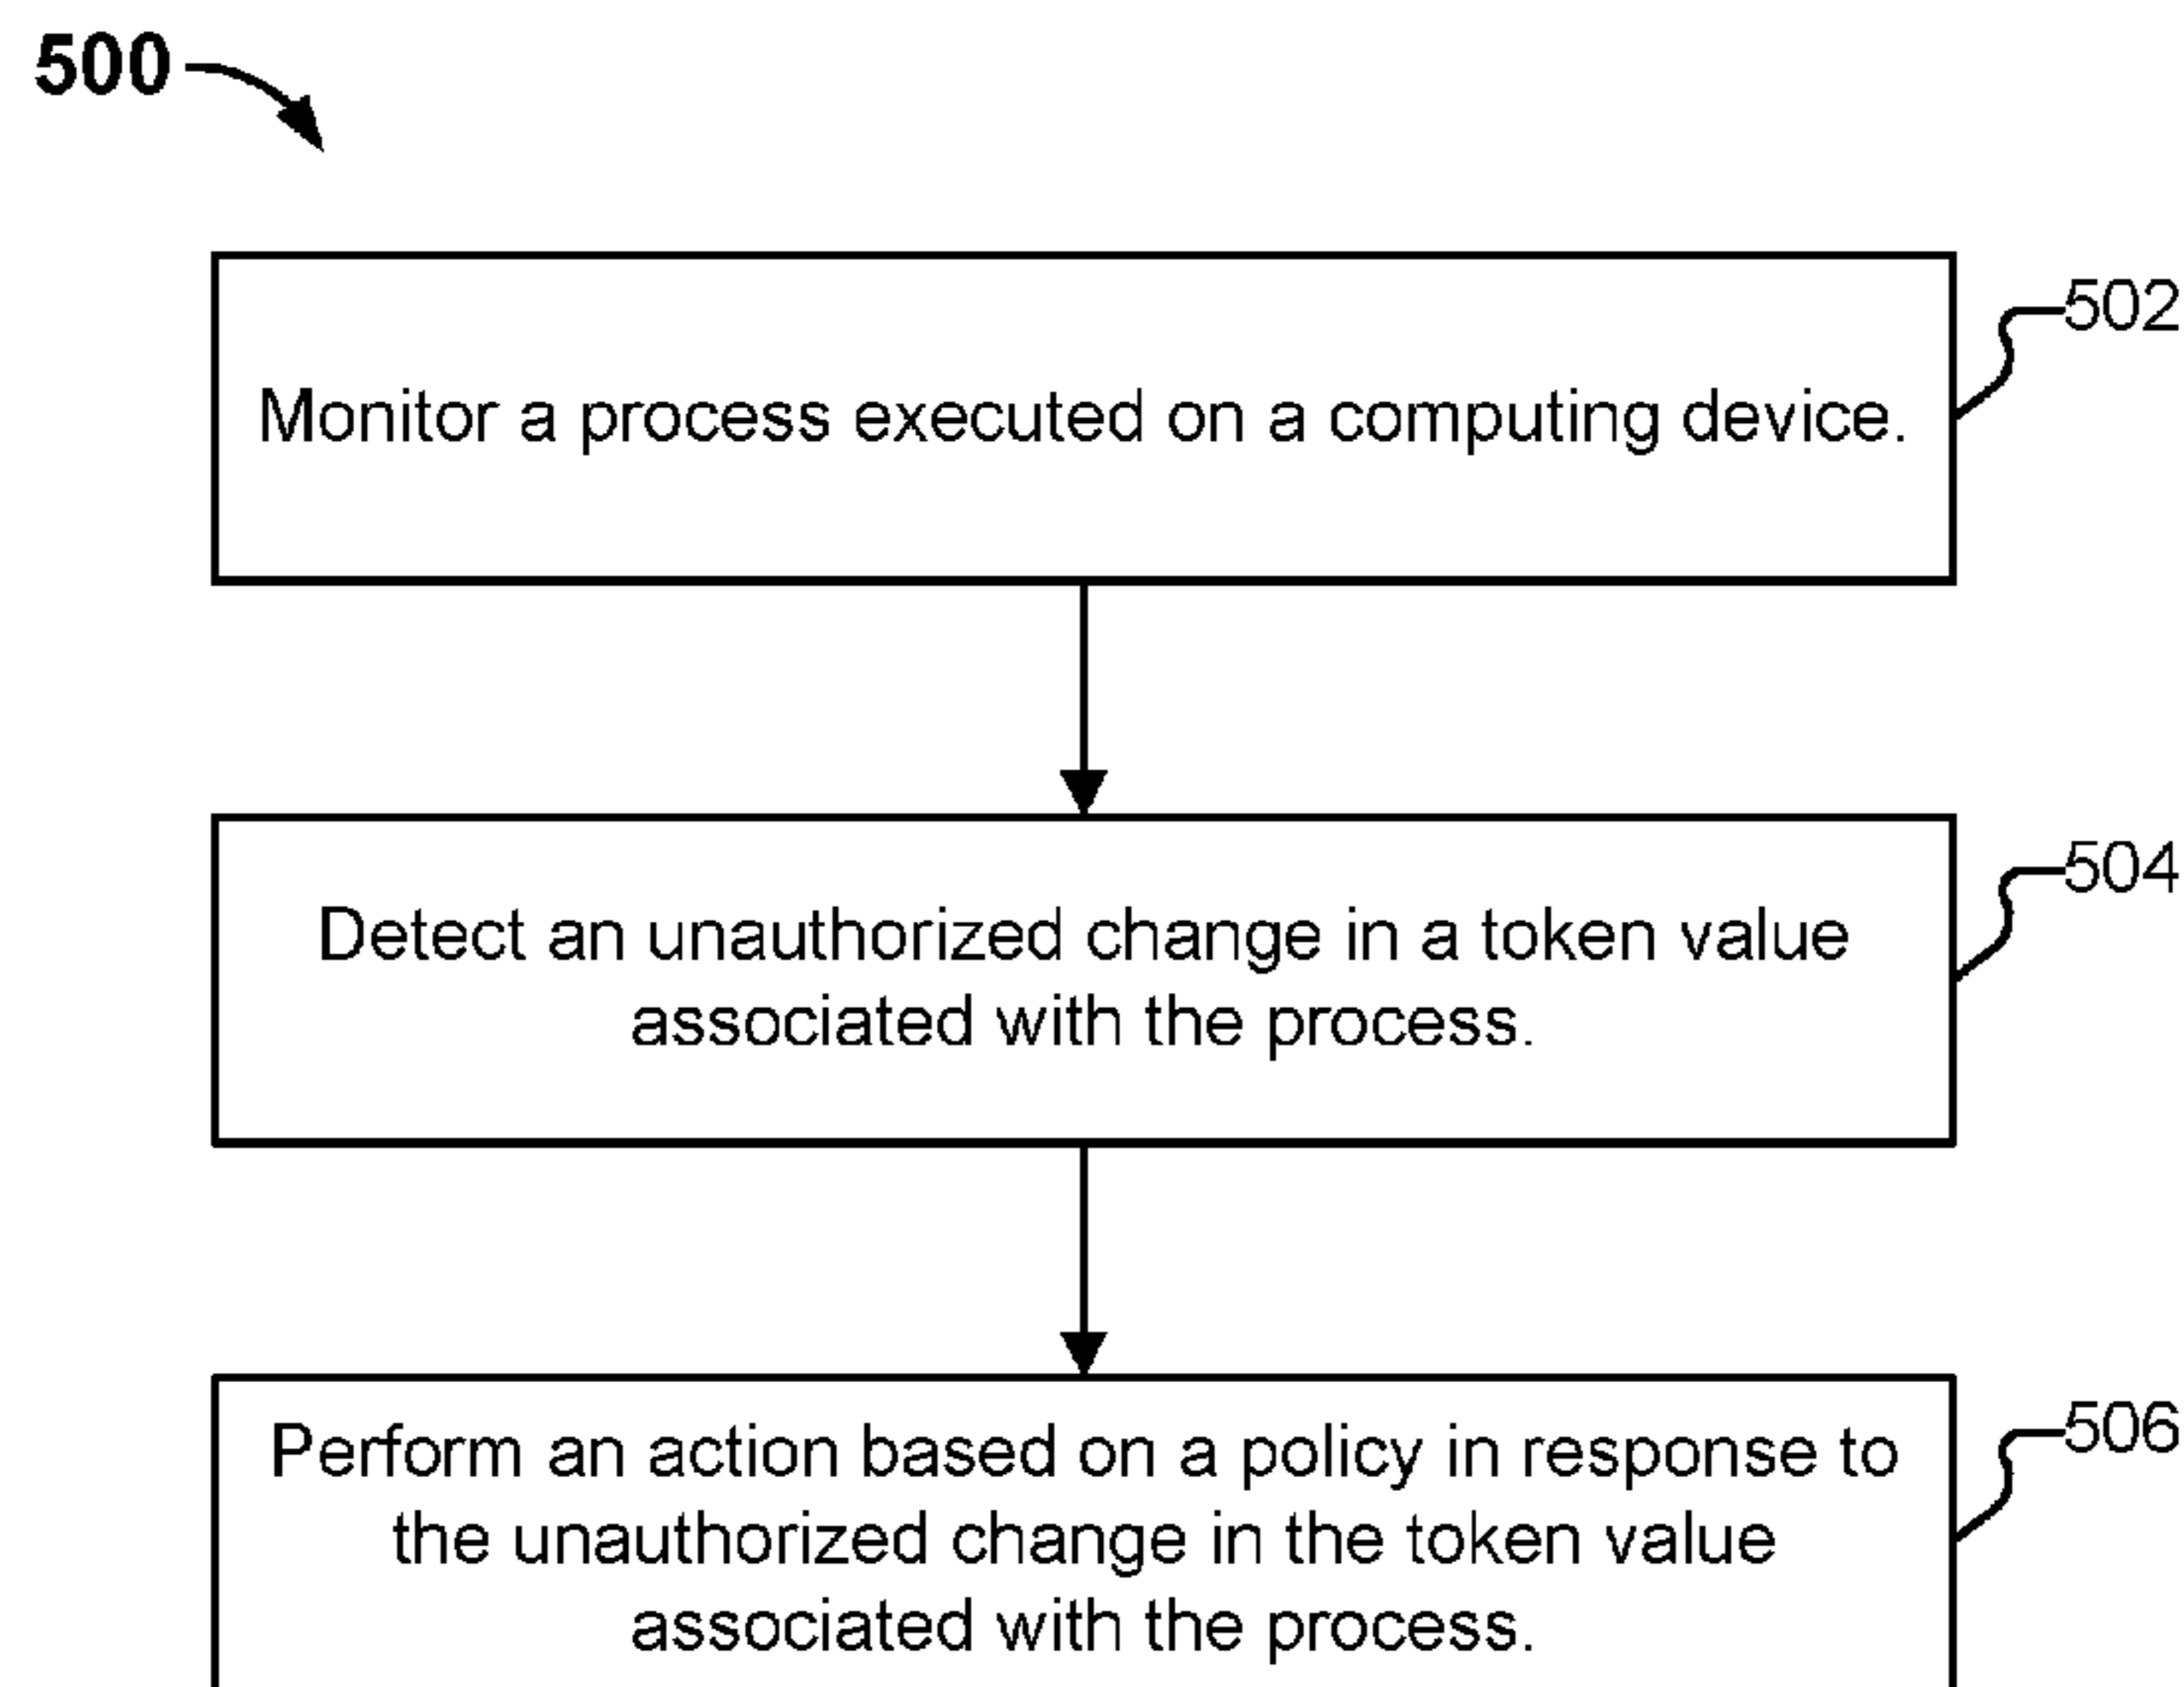 500
502
Monitor a process executed on a computing device.
504
Detect an unauthorized change in a token value
associated with the process.
506
Perform an action based on a policy in response to
the unauthorized change in the token value
associated with the process.